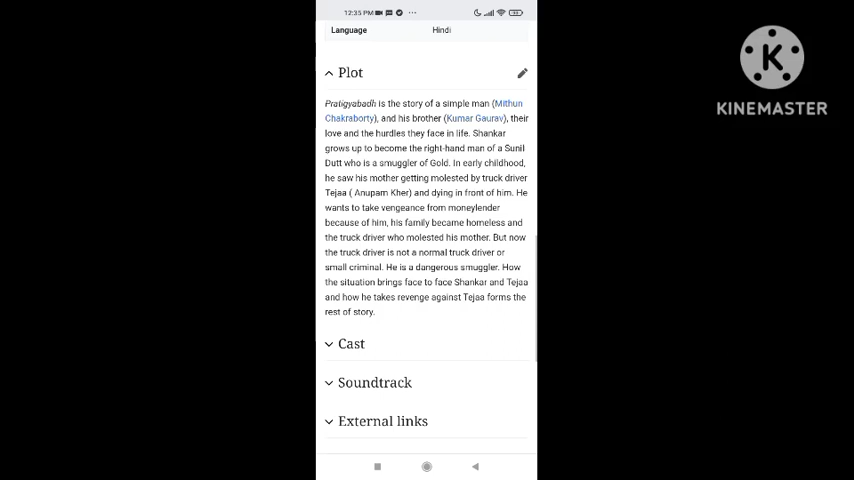 12:35 PM
KINEMASTER
Language Hindi
Plot
Pratigyabadh is the story of a simple man (Mithun
Chakraborty), and his brother (Kumar Gaurav), their
love and the hurdles they face in life. Shankar
grows up to become the right-hand man of a Sunil
Dutt who is a smuggler of Gold. In early childhood,
he saw his mother getting molested by truck driver
Tejaa ( Anupam Kher) and dying in front of him. He
wants to take vengeance from moneylender
because of him, his family became homeless and
the truck driver who molested his mother. But now
the truck driver is not a normal truck driver or
small criminal. He is a dangerous smuggler. How
the situation brings face to face Shankar and Tejaa
and how he takes revenge against Tejaa forms the
rest of story.
Cast
Soundtrack
External links